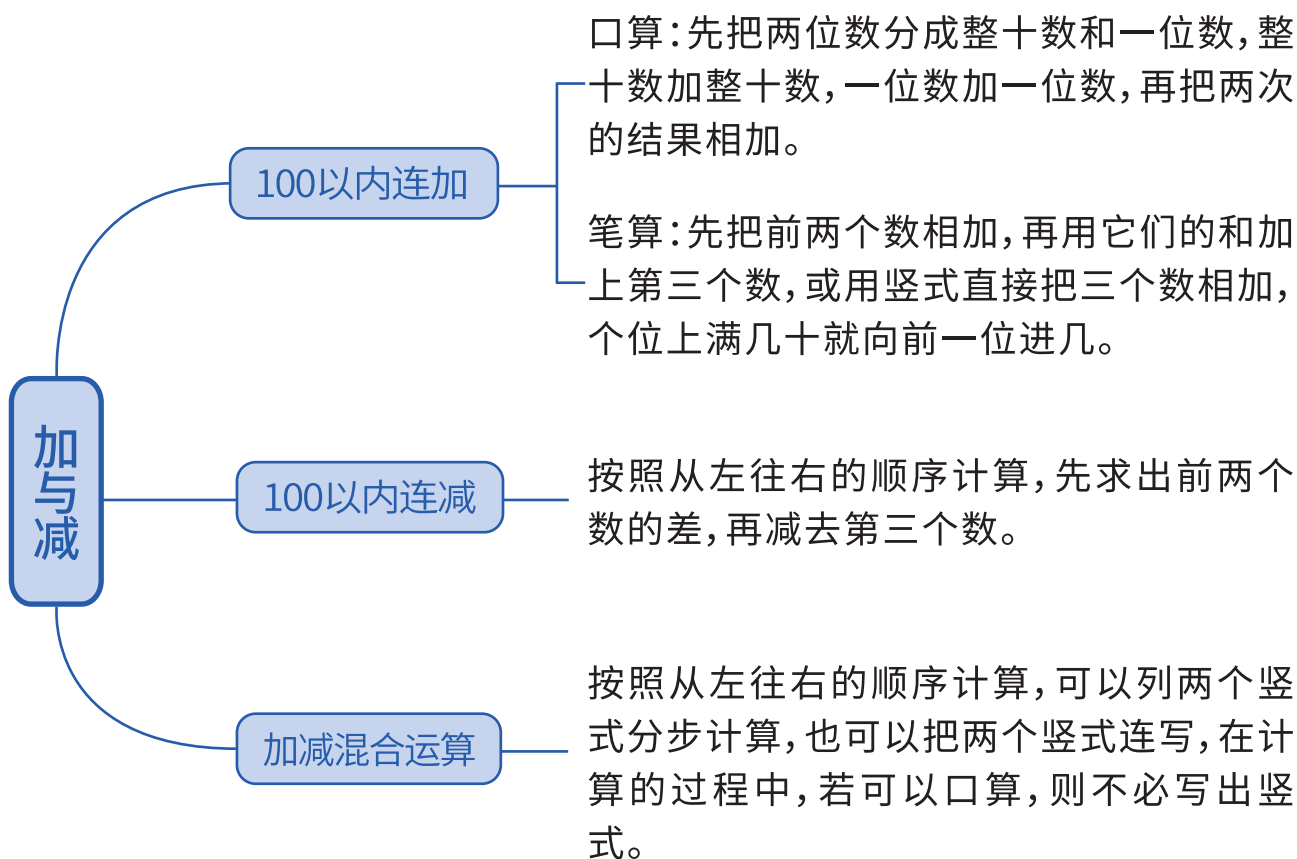 口算：先把两位数分成整十数和一位数，整
十数加整十数，一位数加一位数，再把两次
的结果相加。
100以内连加
笔算：先把前两个数相加，再用它们的和加
上第三个数，或用竖式直接把三个数相加，
个位上满几十就向前一位进几。
加与减
100以内连减
按照从左往右的顺序计算，先求出前两个
数的差，再减去第三个数。
加减混合运算
按照从左往右的顺序计算，可以列两个竖
式分步计算，也可以把两个竖式连写，在计
算的过程中，若可以口算，则不必写出竖
式。